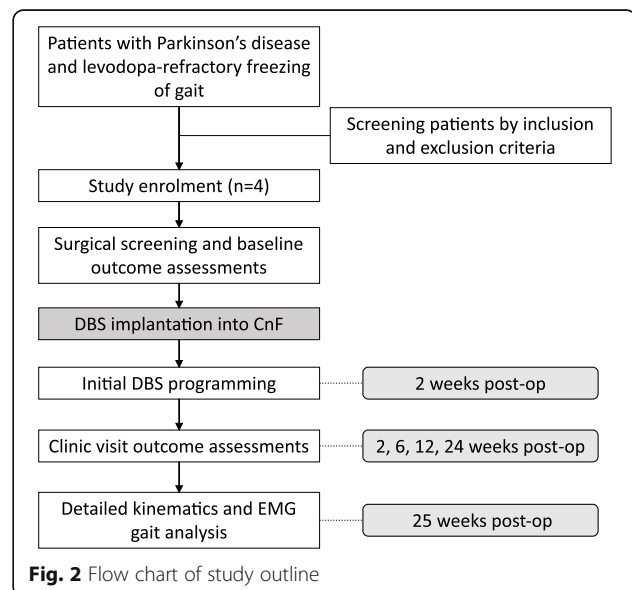 Patients with Parkinson's disease
and levodopa-refractory freezing
of gait
Screening patients by inclusion
and exclusion criteria
Study enrolment (n=4)
Surgical screening and baseline
outcome assessments
DBS implantation into CnF
Initial DBS programming
2 weeks post-op
Clinic visit outcome assessments
2, 6, 12, 24 weeks post-op
Detailed kinematics and EMG
gait analysis
25 weeks post-op
Fig. 2 Flow chart of study outline